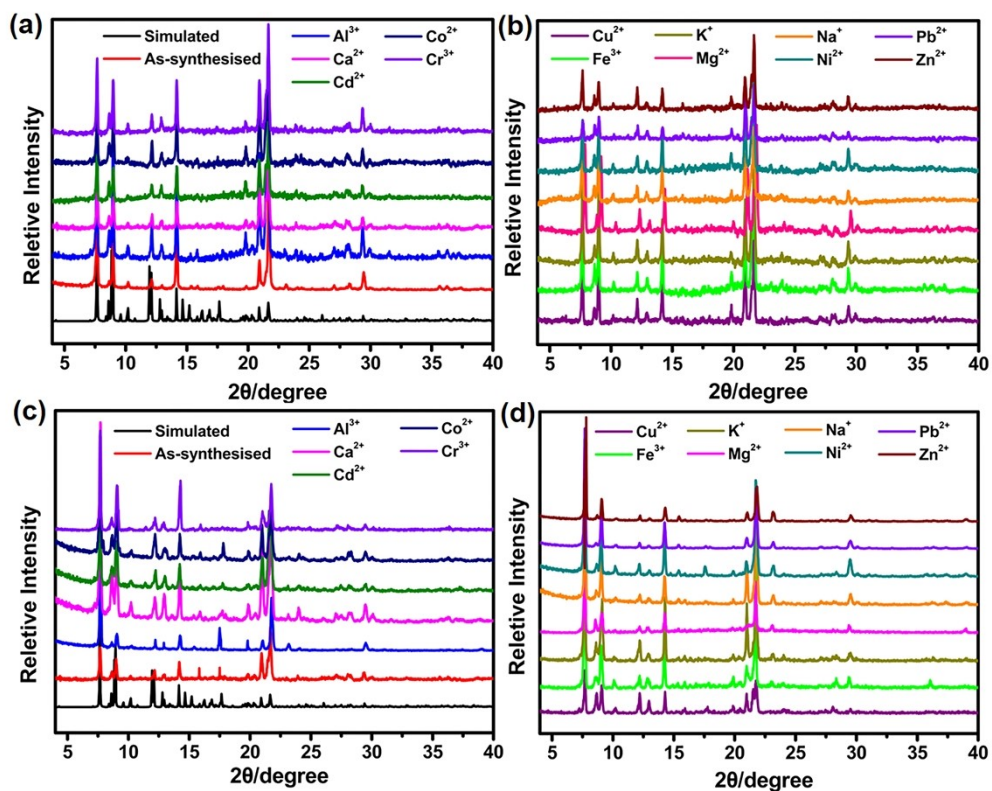 (a)
Simulated
As-synthesised
Al³⁺
Ca²⁺
Cd²⁺
Co²⁺
Cr³⁺
Reletive Intensity
5 10 15 20 25 30 35 40
2θ/degree
(b)
Cu²⁺
Fe³⁺
K⁺
Mg²⁺
Na⁺
Ni²⁺
Pb²⁺
Zn²⁺
Reletive Intensity
5 10 15 20 25 30 35 40
2θ/degree
(c)
Simulated
As-synthesised
Al³⁺
Ca²⁺
Cd²⁺
Co²⁺
Cr³⁺
Reletive Intensity
5 10 15 20 25 30 35 40
2θ/degree
(d)
Cu²⁺
Fe³⁺
K⁺
Mg²⁺
Na⁺
Ni²⁺
Pb²⁺
Zn²⁺
Reletive Intensity
5 10 15 20 25 30 35 40
2θ/degree